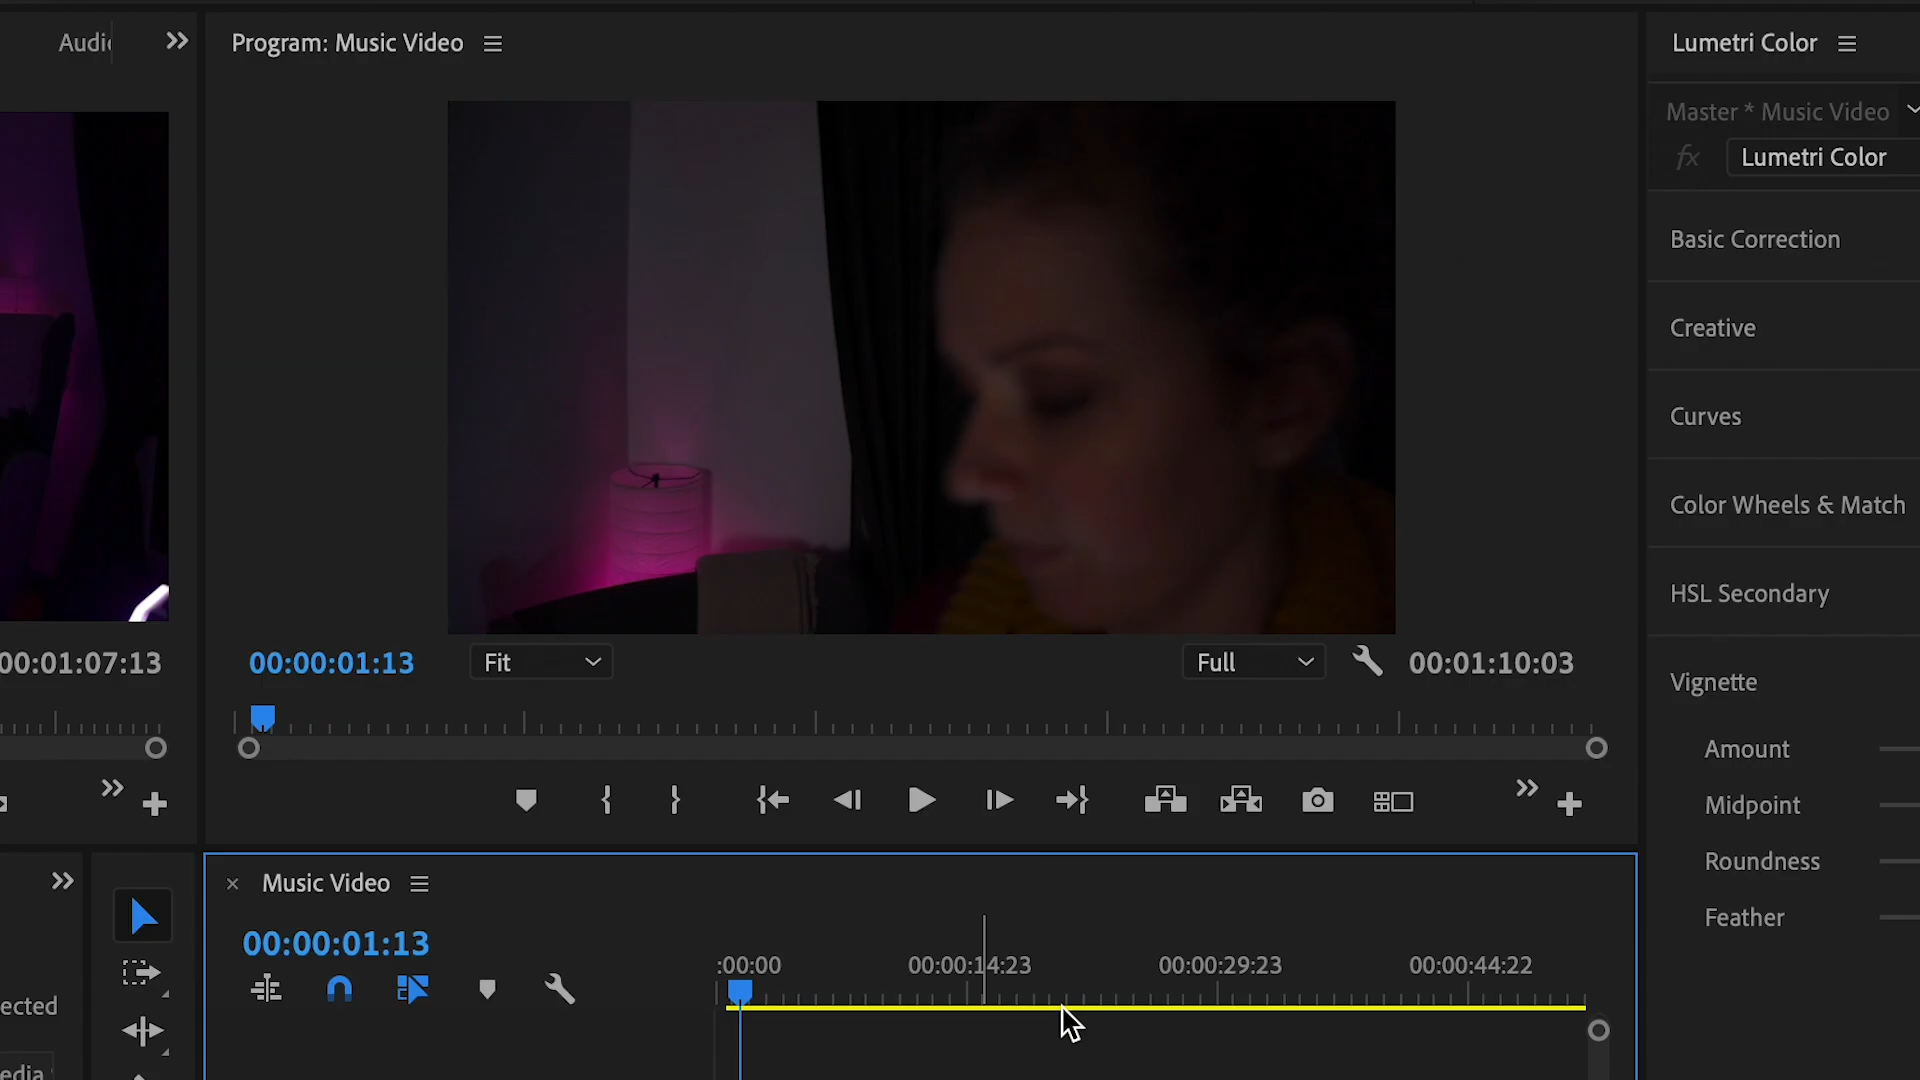 Audi
Program: Music Video
Lumetri Color
Master * Music Video
fx
Lumetri Color
Basic Correction
Creative
Curves
Color Wheels & Match
HSL Secondary
Vignette
Amount
Midpoint
Roundness
Feather
00:01:07:13
00:00:01:13
Fit
Full
00:01:10:03
Music Video
00:00:01:13
:00:00
00:00:14:23
00:00:29:23
00:00:44:22
ected
edia